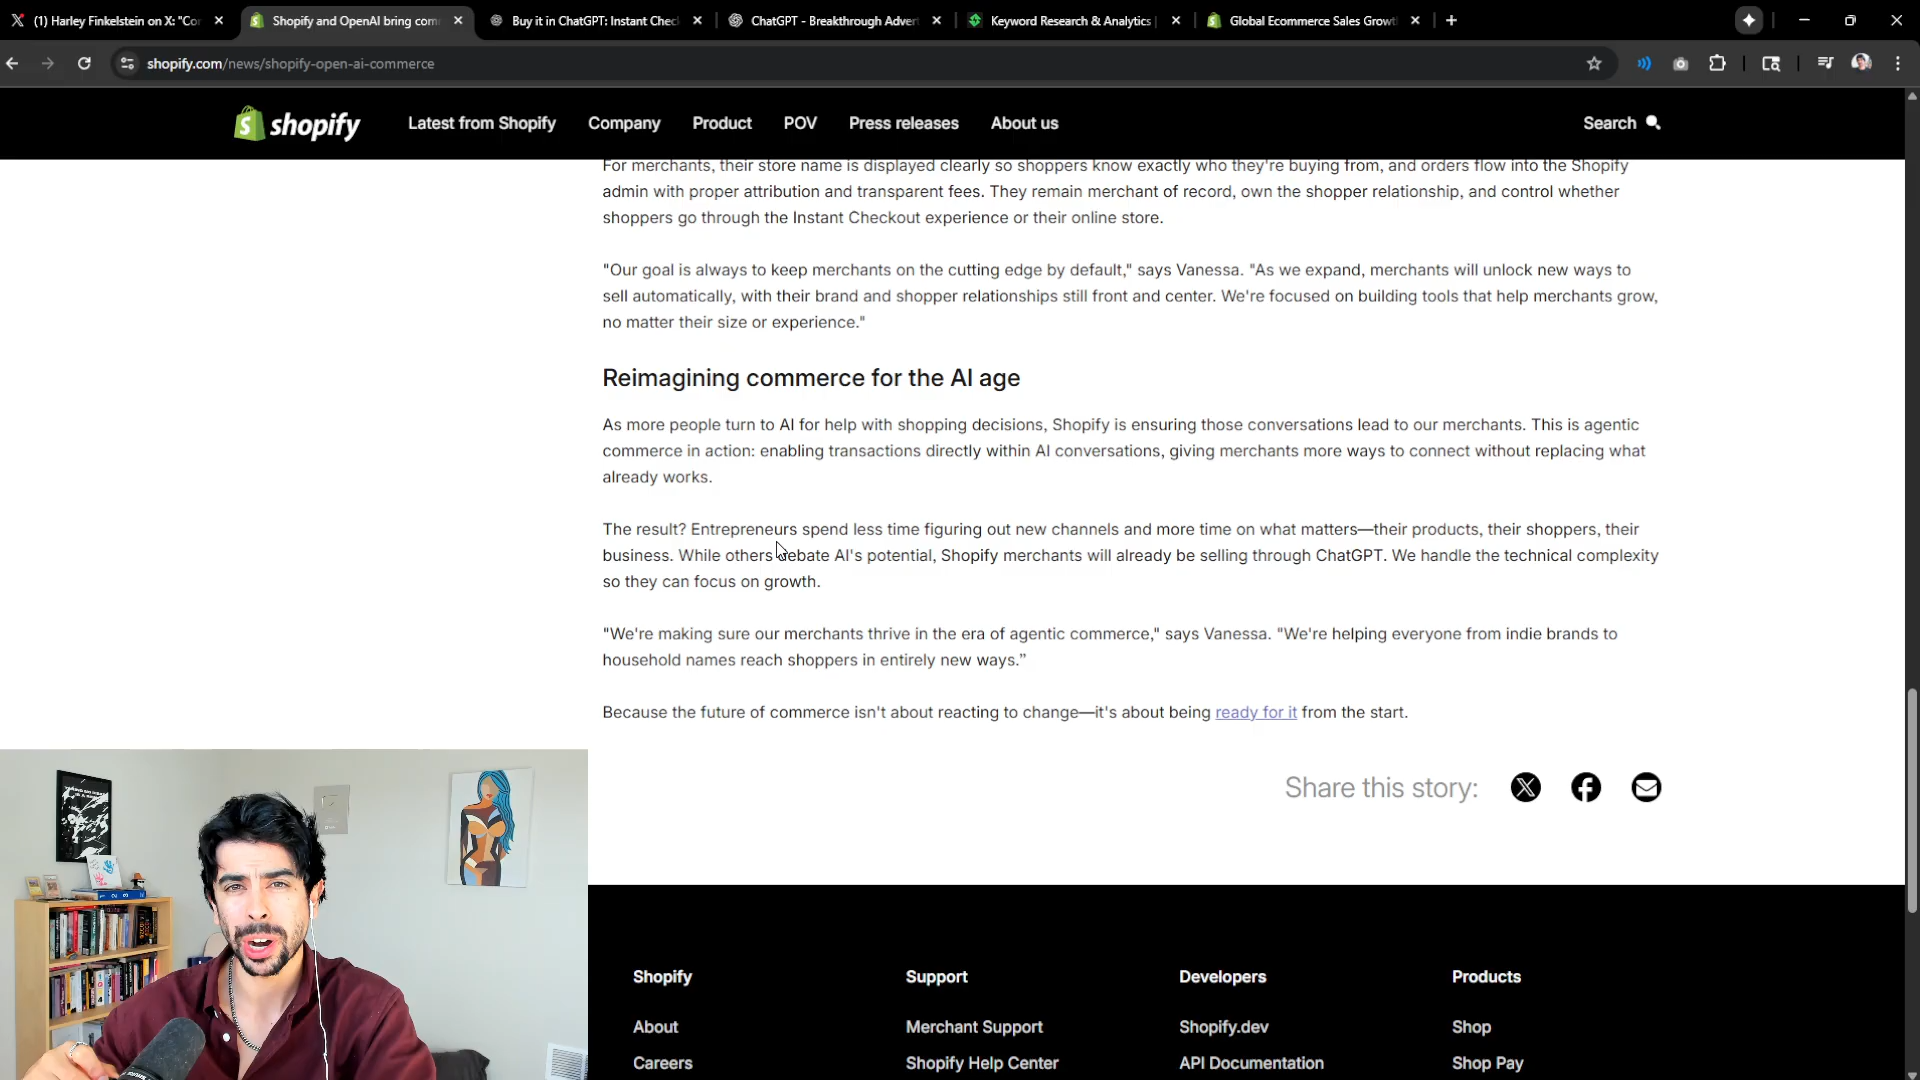 (1) Harley Finkelstein on X: "Cor
Shopify and OpenAI bring com
Buy it in ChatGPT: Instant Chec
ChatGPT - Breakthrough Advert
Keyword Research & Analytics
Global Ecommerce Sales Growt
shopify.com/news/shopify-open-ai-commerce
shopify
Latest from Shopify
Company
Product
POV
Press releases
About us
Search
For merchants, their store name is displayed clearly so shoppers know exactly who they're buying from, and orders flow into the Shopify
admin with proper attribution and transparent fees. They remain merchant of record, own the shopper relationship, and control whether
shoppers go through the Instant Checkout experience or their online store.
"Our goal is always to keep merchants on the cutting edge by default," says Vanessa. "As we expand, merchants will unlock new ways to
sell automatically, with their brand and shopper relationships still front and center. We're focused on building tools that help merchants grow,
no matter their size or experience."
Reimagining commerce for the AI age
As more people turn to AI for help with shopping decisions, Shopify is ensuring those conversations lead to our merchants. This is agentic
commerce in action: enabling transactions directly within AI conversations, giving merchants more ways to connect without replacing what
already works.
The result? Entrepreneurs spend less time figuring out new channels and more time on what matters—their products, their shoppers, their
business. While others debate AI's potential, Shopify merchants will already be selling through ChatGPT. We handle the technical complexity
so they can focus on growth.
"We're making sure our merchants thrive in the era of agentic commerce," says Vanessa. "We're helping everyone from indie brands to
household names reach shoppers in entirely new ways.”
Because the future of commerce isn't about reacting to change—it's about being ready for it from the start.
Share this story:
Shopify
Support
Developers
Products
About
Merchant Support
Shopify.dev
Shop
Careers
Shopify Help Center
API Documentation
Shop Pay